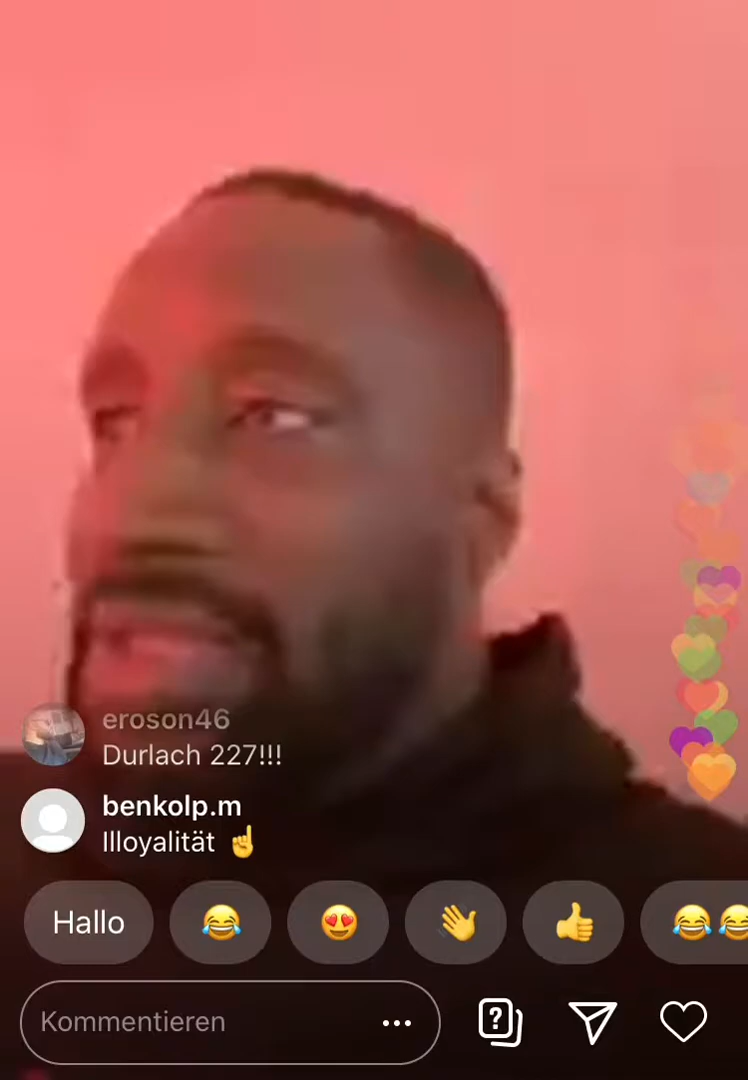 eroson46
Durlach 227!!!
benkolp.m
Illoyalität ☝️
Hallo
Kommentieren